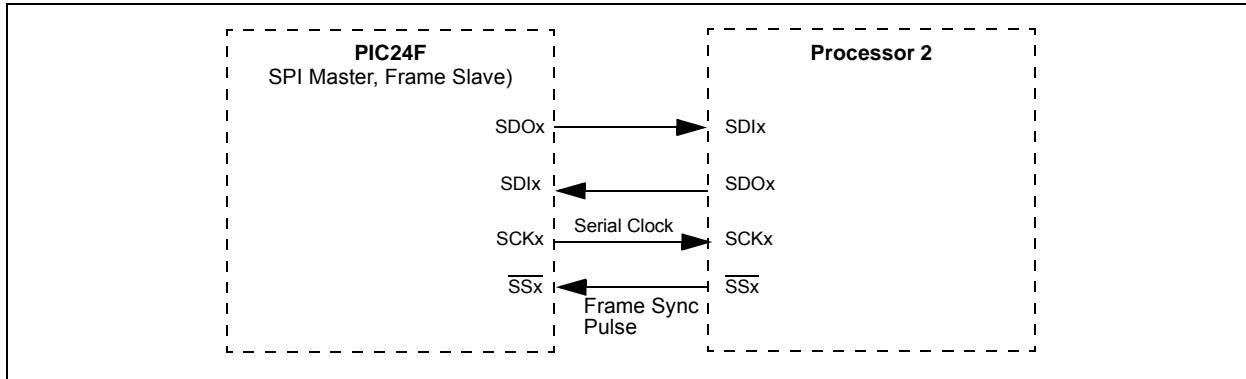 PIC24F
SPI Master, Frame Slave)
Processor 2
SDOx
SDIx
SDIx
SDOx
SCKx
Serial Clock
SCKx
SSx
SSx
Frame Sync
Pulse